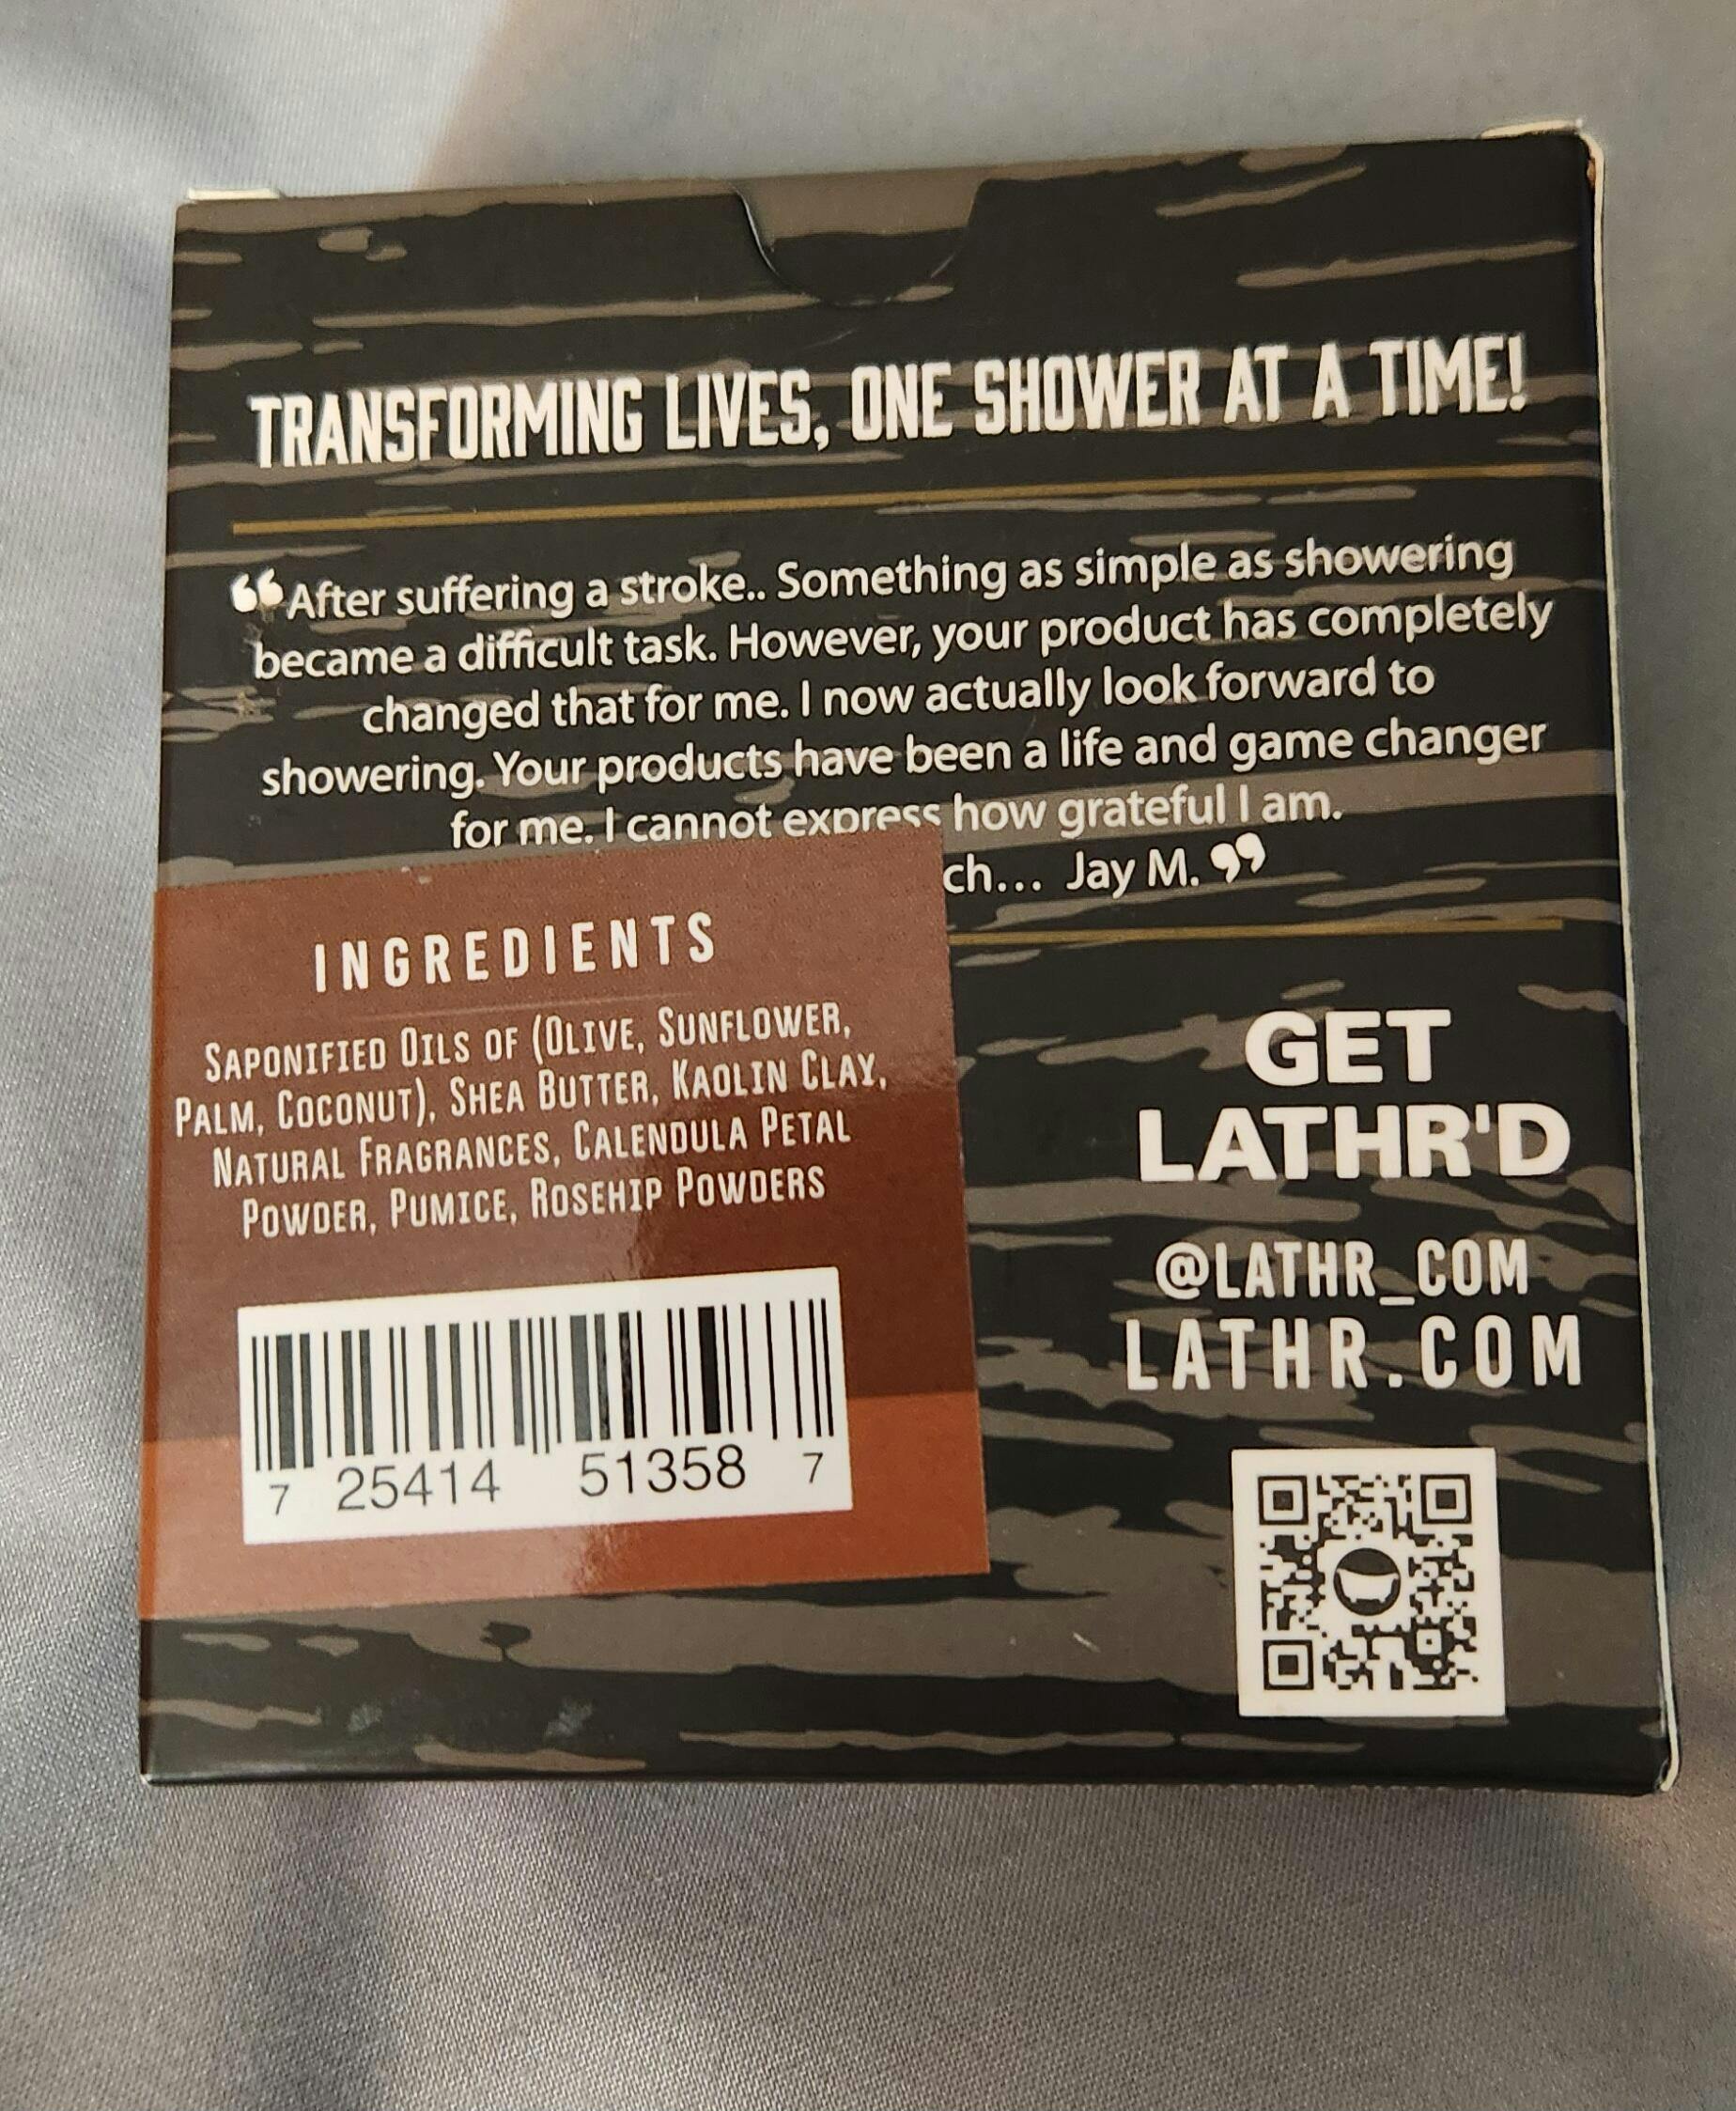 TRANSFORMING LIVES, ONE SHOWER AT A TIME!
“After suffering a stroke.. Something as simple as showering
became a difficult task. However, your product has completely
changed that for me. I now actually look forward to
showering. Your products have been a life and game changer
for me. I cannot express how grateful I am.
ch... Jay M.”
INGREDIENTS
SAPONIFIED OILS OF (OLIVE, SUNFLOWER,
PALM, COCONUT), SHEA BUTTER, KAOLIN CLAY,
NATURAL FRAGRANCES, CALENDULA PETAL
POWDER, PUMICE, ROSEHIP POWDERS
7 25414 51358 7
GET
LATHR'D
@LATHR_COM
LATHR.COM